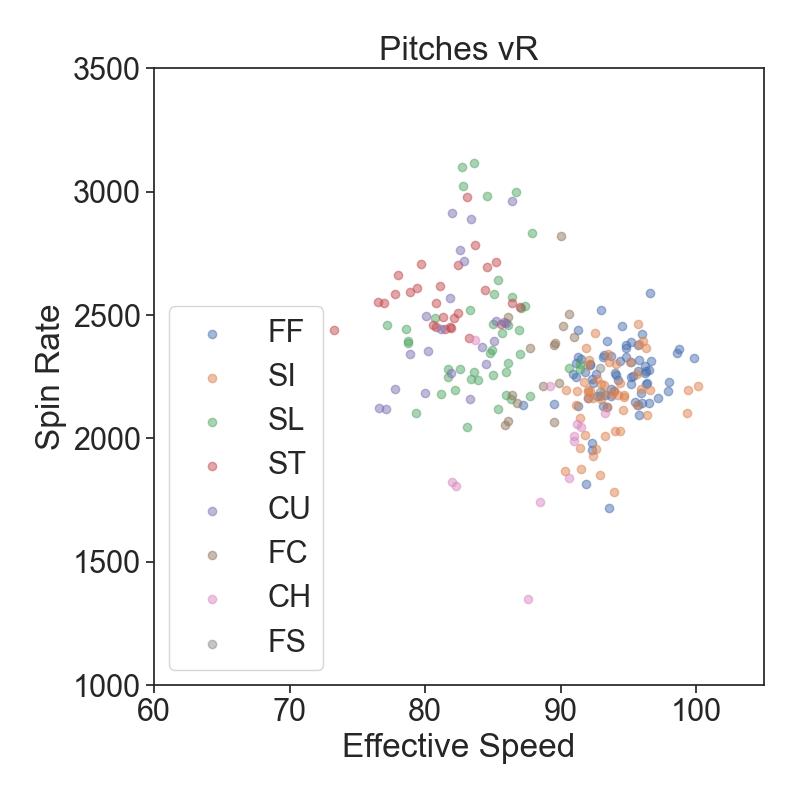 Pitches vR
3500
3000
2500
2000
1500
1000
Spin Rate
FF
SI
SL
ST
CU
FC
CH
FS
60 70 80 90 100
Effective Speed